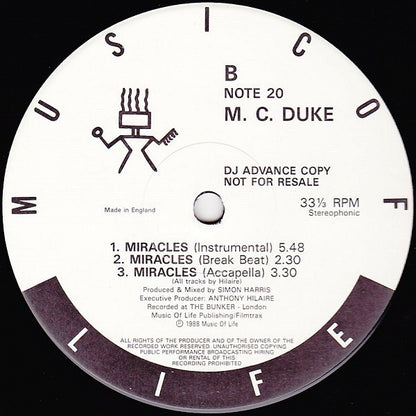 MUSIC OF LIFE
B
NOTE 20
M. C. DUKE
DJ ADVANCE COPY
NOT FOR RESALE
Made in England
33⅓ RPM
Stereophonic
1. MIRACLES (Instrumental) 5.48
2. MIRACLES (Break Beat) 2.30
3. MIRACLES (Accapella) 3.30
(All tracks by Hilaire)
Produced & Mixed by SIMON HARRIS
Executive Producer: ANTHONY HILAIRE
Recorded at THE BUNKER - London
Music Of Life Publishing/Filmtrax
Ⓟ 1988 Music Of Life
ALL RIGHTS OF THE PRODUCER AND OF THE OWNER OF THE
RECORDED WORK RESERVED. UNAUTHORISED COPYING
PUBLIC PERFORMANCE BROADCASTING HIRING
OR RENTAL OF THIS
RECORDING PROHIBITED